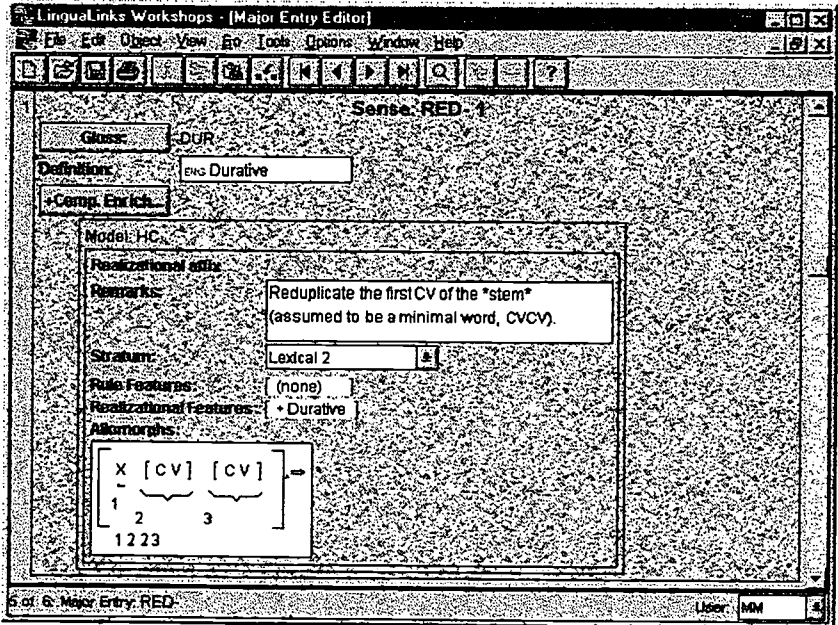 LinguaLinks Workshops - [Major Entry Editor]
File Edit Object View Go Tools Options Window Help
1 Sense: RED- 1
Gloss: -DUR-
Definition: ENG Durative
+Comp. Enrich...
Model: HC
Realizational affix
Remarks: Reduplicate the first CV of the *stem*
(assumed to be a minimal word, CVCV).
Stratum: Lexical 2
Rule Features: [ (none) ]
Realizational Features: [ + Durative ]
Allomorphs:
[ X [ C V ] [ C V ] ] ⇒
1 2 3
1 2 2 3
5 of 6: Major Entry: RED- User: MM